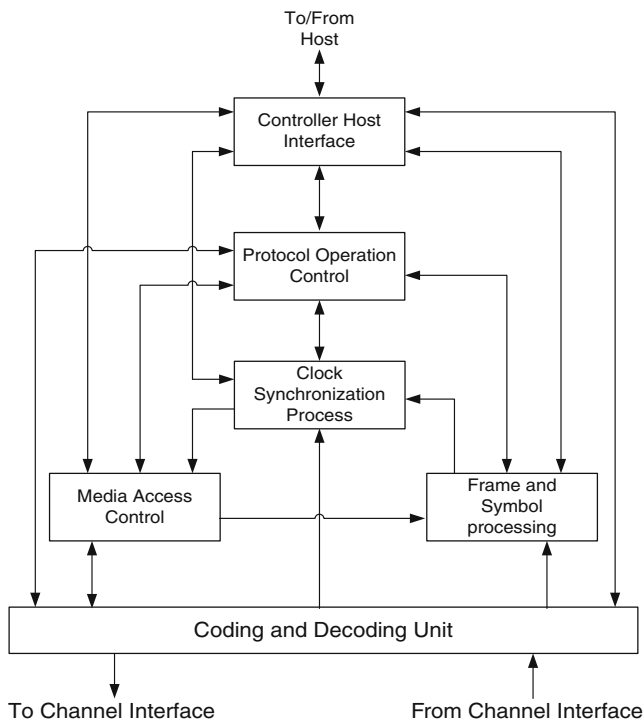 To/From
Host
Controller Host
Interface
Protocol Operation
Control
Clock
Synchronization
Process
Media Access
Control
Frame and
Symbol
processing
Coding and Decoding Unit
To Channel Interface
From Channel Interface